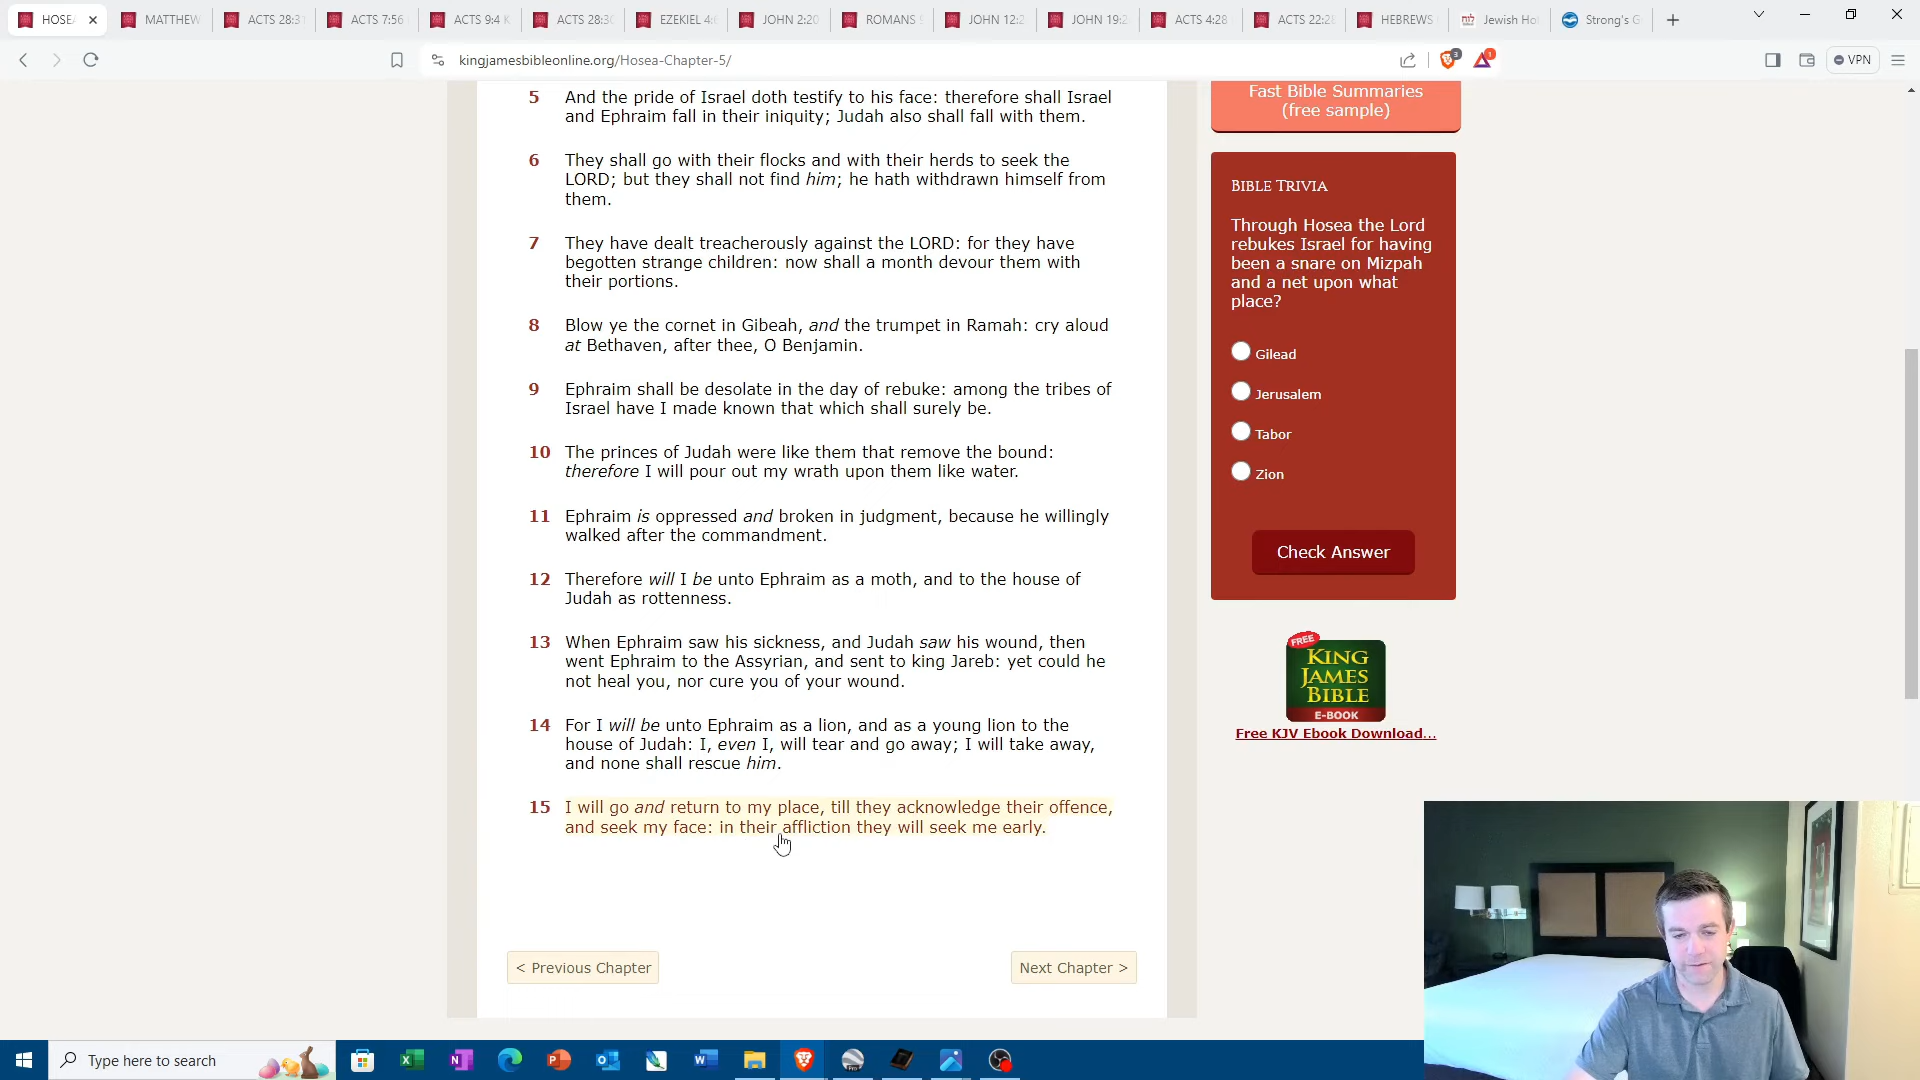 HOSEA
MATTHEW
ACTS 28:31
ACTS 7:56
ACTS 9:4 K
ACTS 28:30
EZEKIEL 4:6
JOHN 2:20
ROMANS
JOHN 12:2
JOHN 19:2
ACTS 4:28
ACTS 22:28
HEBREWS
Jewish Ho
Strong's G
kingjamesbibleonline.org/Hosea-Chapter-5/
3
1
VPN
5 And the pride of Israel doth testify to his face: therefore shall Israel
and Ephraim fall in their iniquity; Judah also shall fall with them.
6 They shall go with their flocks and with their herds to seek the
LORD; but they shall not find him; he hath withdrawn himself from
them.
7 They have dealt treacherously against the LORD: for they have
begotten strange children: now shall a month devour them with
their portions.
8 Blow ye the cornet in Gibeah, and the trumpet in Ramah: cry aloud
at Bethaven, after thee, O Benjamin.
9 Ephraim shall be desolate in the day of rebuke: among the tribes of
Israel have I made known that which shall surely be.
10 The princes of Judah were like them that remove the bound:
therefore I will pour out my wrath upon them like water.
11 Ephraim is oppressed and broken in judgment, because he willingly
walked after the commandment.
12 Therefore will I be unto Ephraim as a moth, and to the house of
Judah as rottenness.
13 When Ephraim saw his sickness, and Judah saw his wound, then
went Ephraim to the Assyrian, and sent to king Jareb: yet could he
not heal you, nor cure you of your wound.
14 For I will be unto Ephraim as a lion, and as a young lion to the
house of Judah: I, even I, will tear and go away; I will take away,
and none shall rescue him.
15 I will go and return to my place, till they acknowledge their offence,
and seek my face: in their affliction they will seek me early.
< Previous Chapter
Next Chapter >
Fast Bible Summaries
(free sample)
BIBLE TRIVIA
Through Hosea the Lord
rebukes Israel for having
been a snare on Mizpah
and a net upon what
place?
Gilead
Jerusalem
Tabor
Zion
Check Answer
FREE
KING
JAMES
BIBLE
E-BOOK
Free KJV Ebook Download...
Type here to search